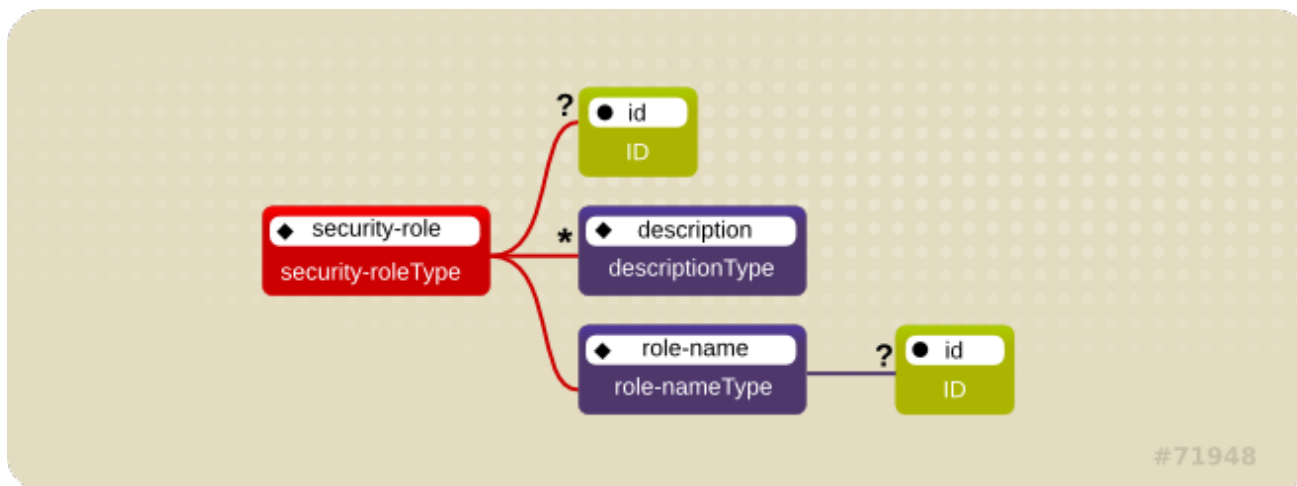 ? id
ID
security-role
security-roleType
* description
descriptionType
role-name
role-nameType
? id
ID
#71948